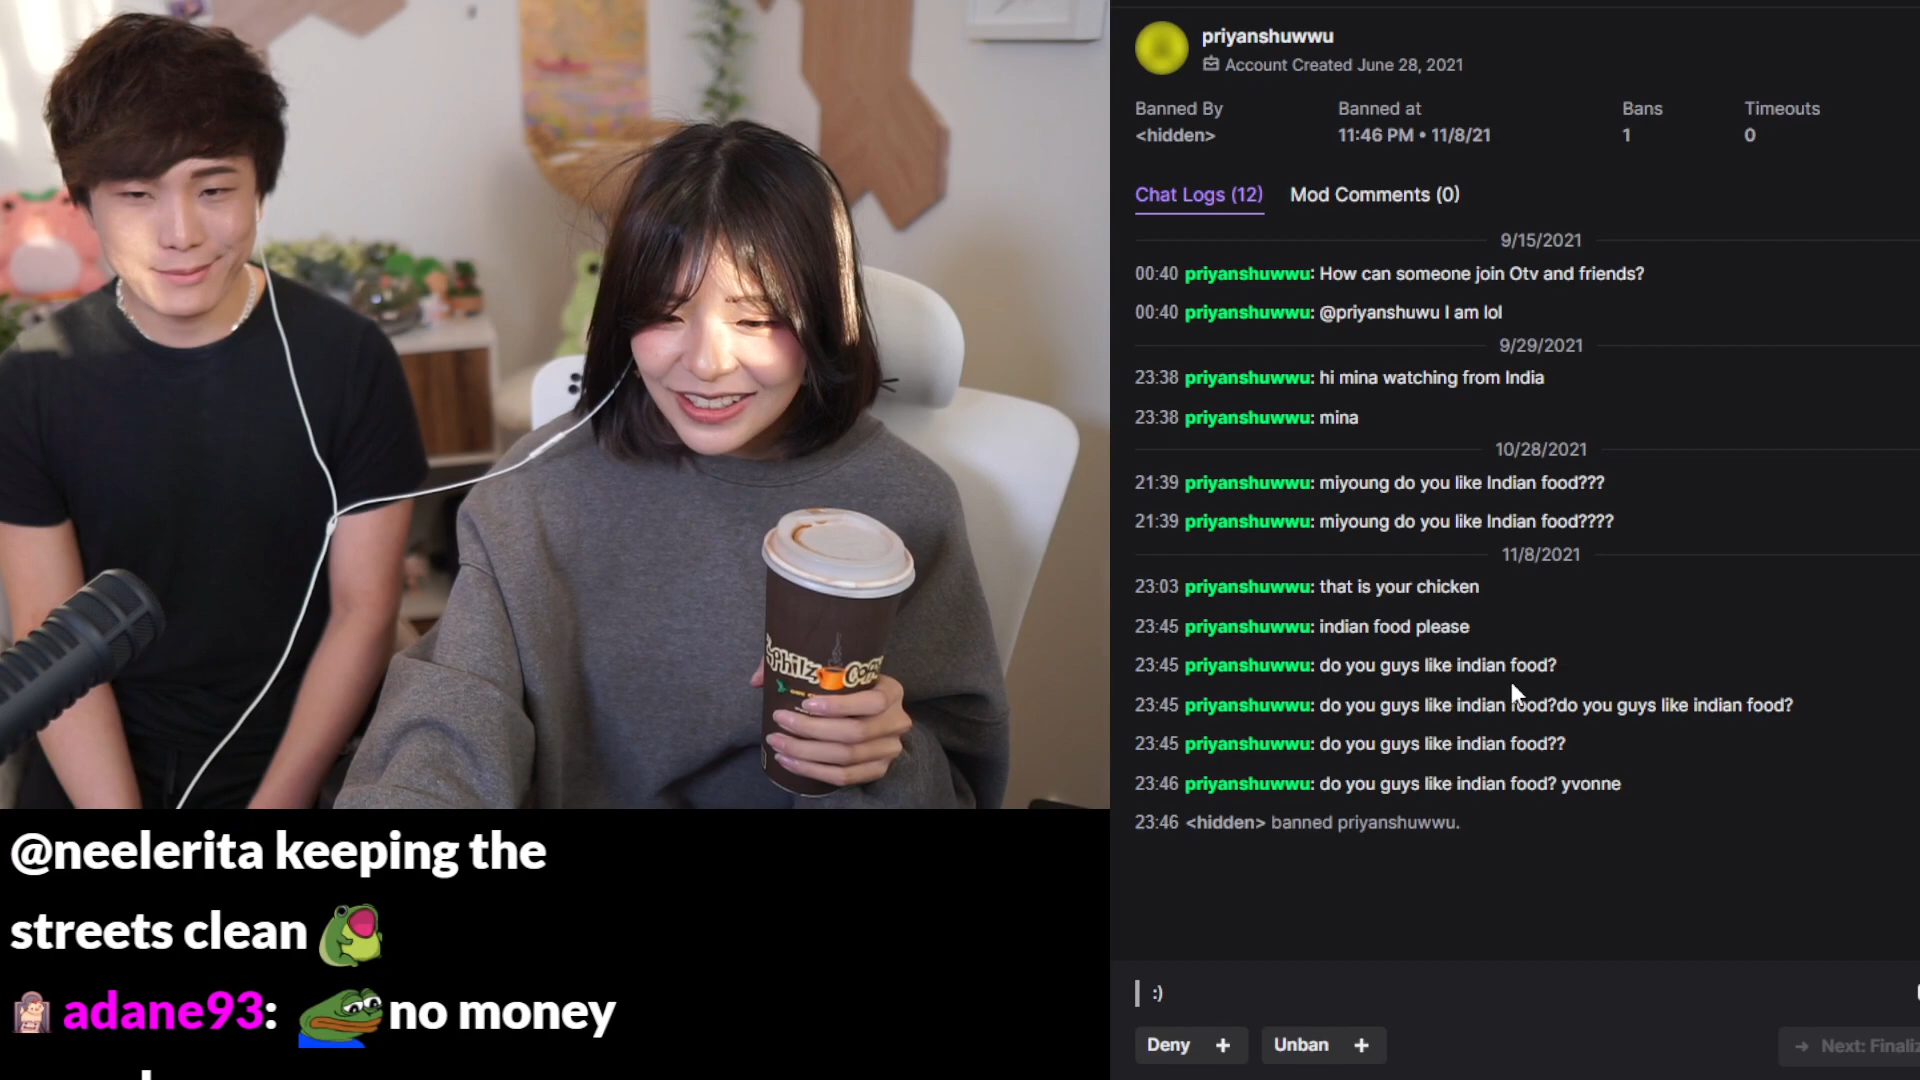 priyanshuwwu
Account Created June 28, 2021
Banned By Banned at Bans Timeouts
<hidden> 11:46 PM • 11/8/21 1 0
Chat Logs (12) Mod Comments (0)
9/15/2021
00:40 priyanshuwwu: How can someone join Otv and friends?
00:40 priyanshuwwu: @priyanshuwu I am lol
9/29/2021
23:38 priyanshuwwu: hi mina watching from India
23:38 priyanshuwwu: mina
10/28/2021
21:39 priyanshuwwu: miyoung do you like Indian food???
21:39 priyanshuwwu: miyoung do you like Indian food????
11/8/2021
23:03 priyanshuwwu: that is your chicken
23:45 priyanshuwwu: indian food please
23:45 priyanshuwwu: do you guys like indian food?
23:45 priyanshuwwu: do you guys like indian food?do you guys like indian food?
23:45 priyanshuwwu: do you guys like indian food??
23:46 priyanshuwwu: do you guys like indian food? yvonne
23:46 <hidden> banned priyanshuwwu.
:)
Deny + Unban +
→ Next:
Philz
@neelerita keeping the
streets clean
adane93: no money